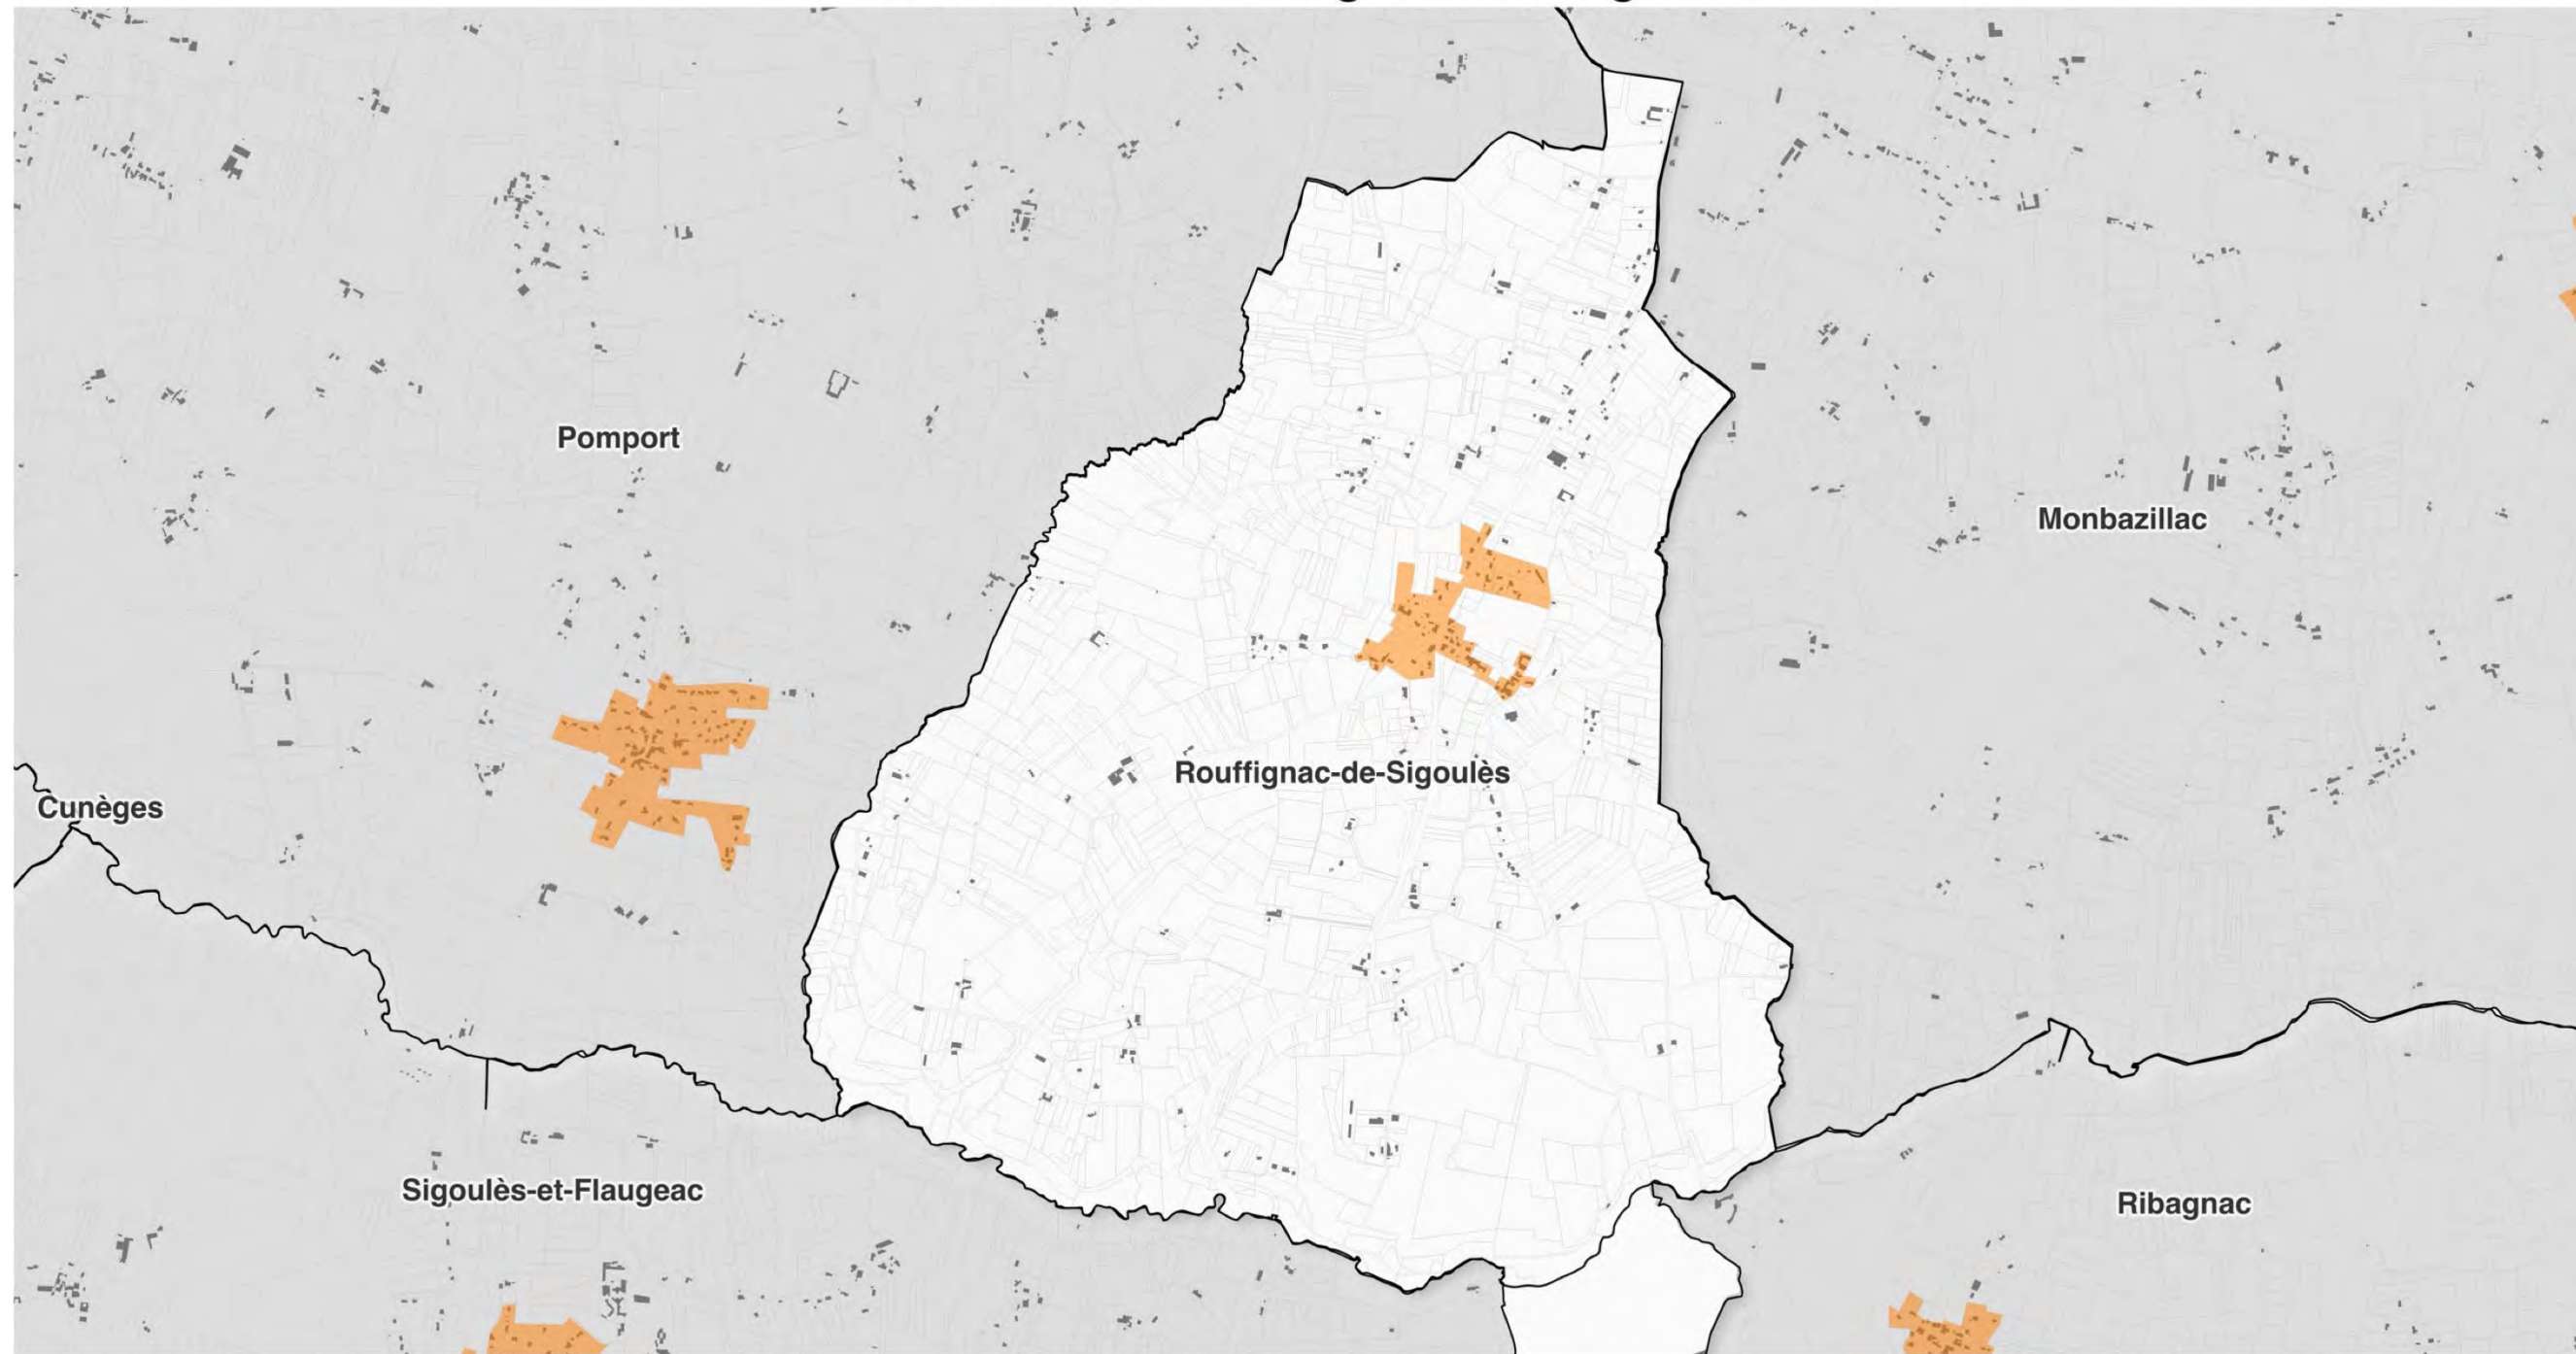 Pomport
Monbazillac
Rouffignac-de-Sigoulès
Cunèges
Sigoulès-et-Flaugeac
Ribagnac